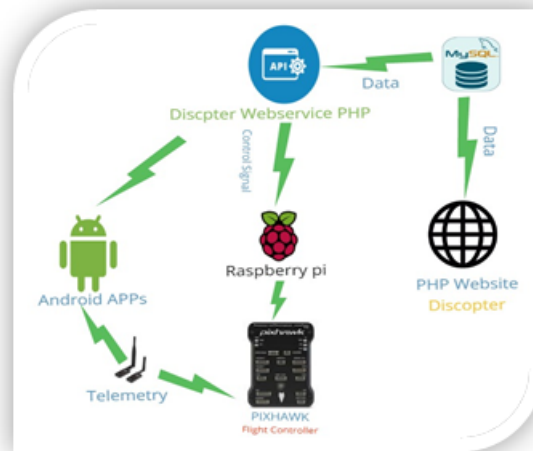 API
MySQL
Data
Discpter Webservice PHP
Control Signal
Data
Raspberry pi
Android APPs
PHP Website
Discopter
pixhawk
Telemetry
PIXHAWK
Flight Controller